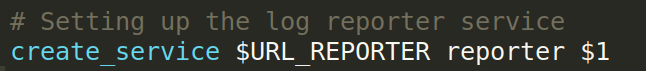 # Setting up the log reporter service
create_service $URL_REPORTER reporter $1